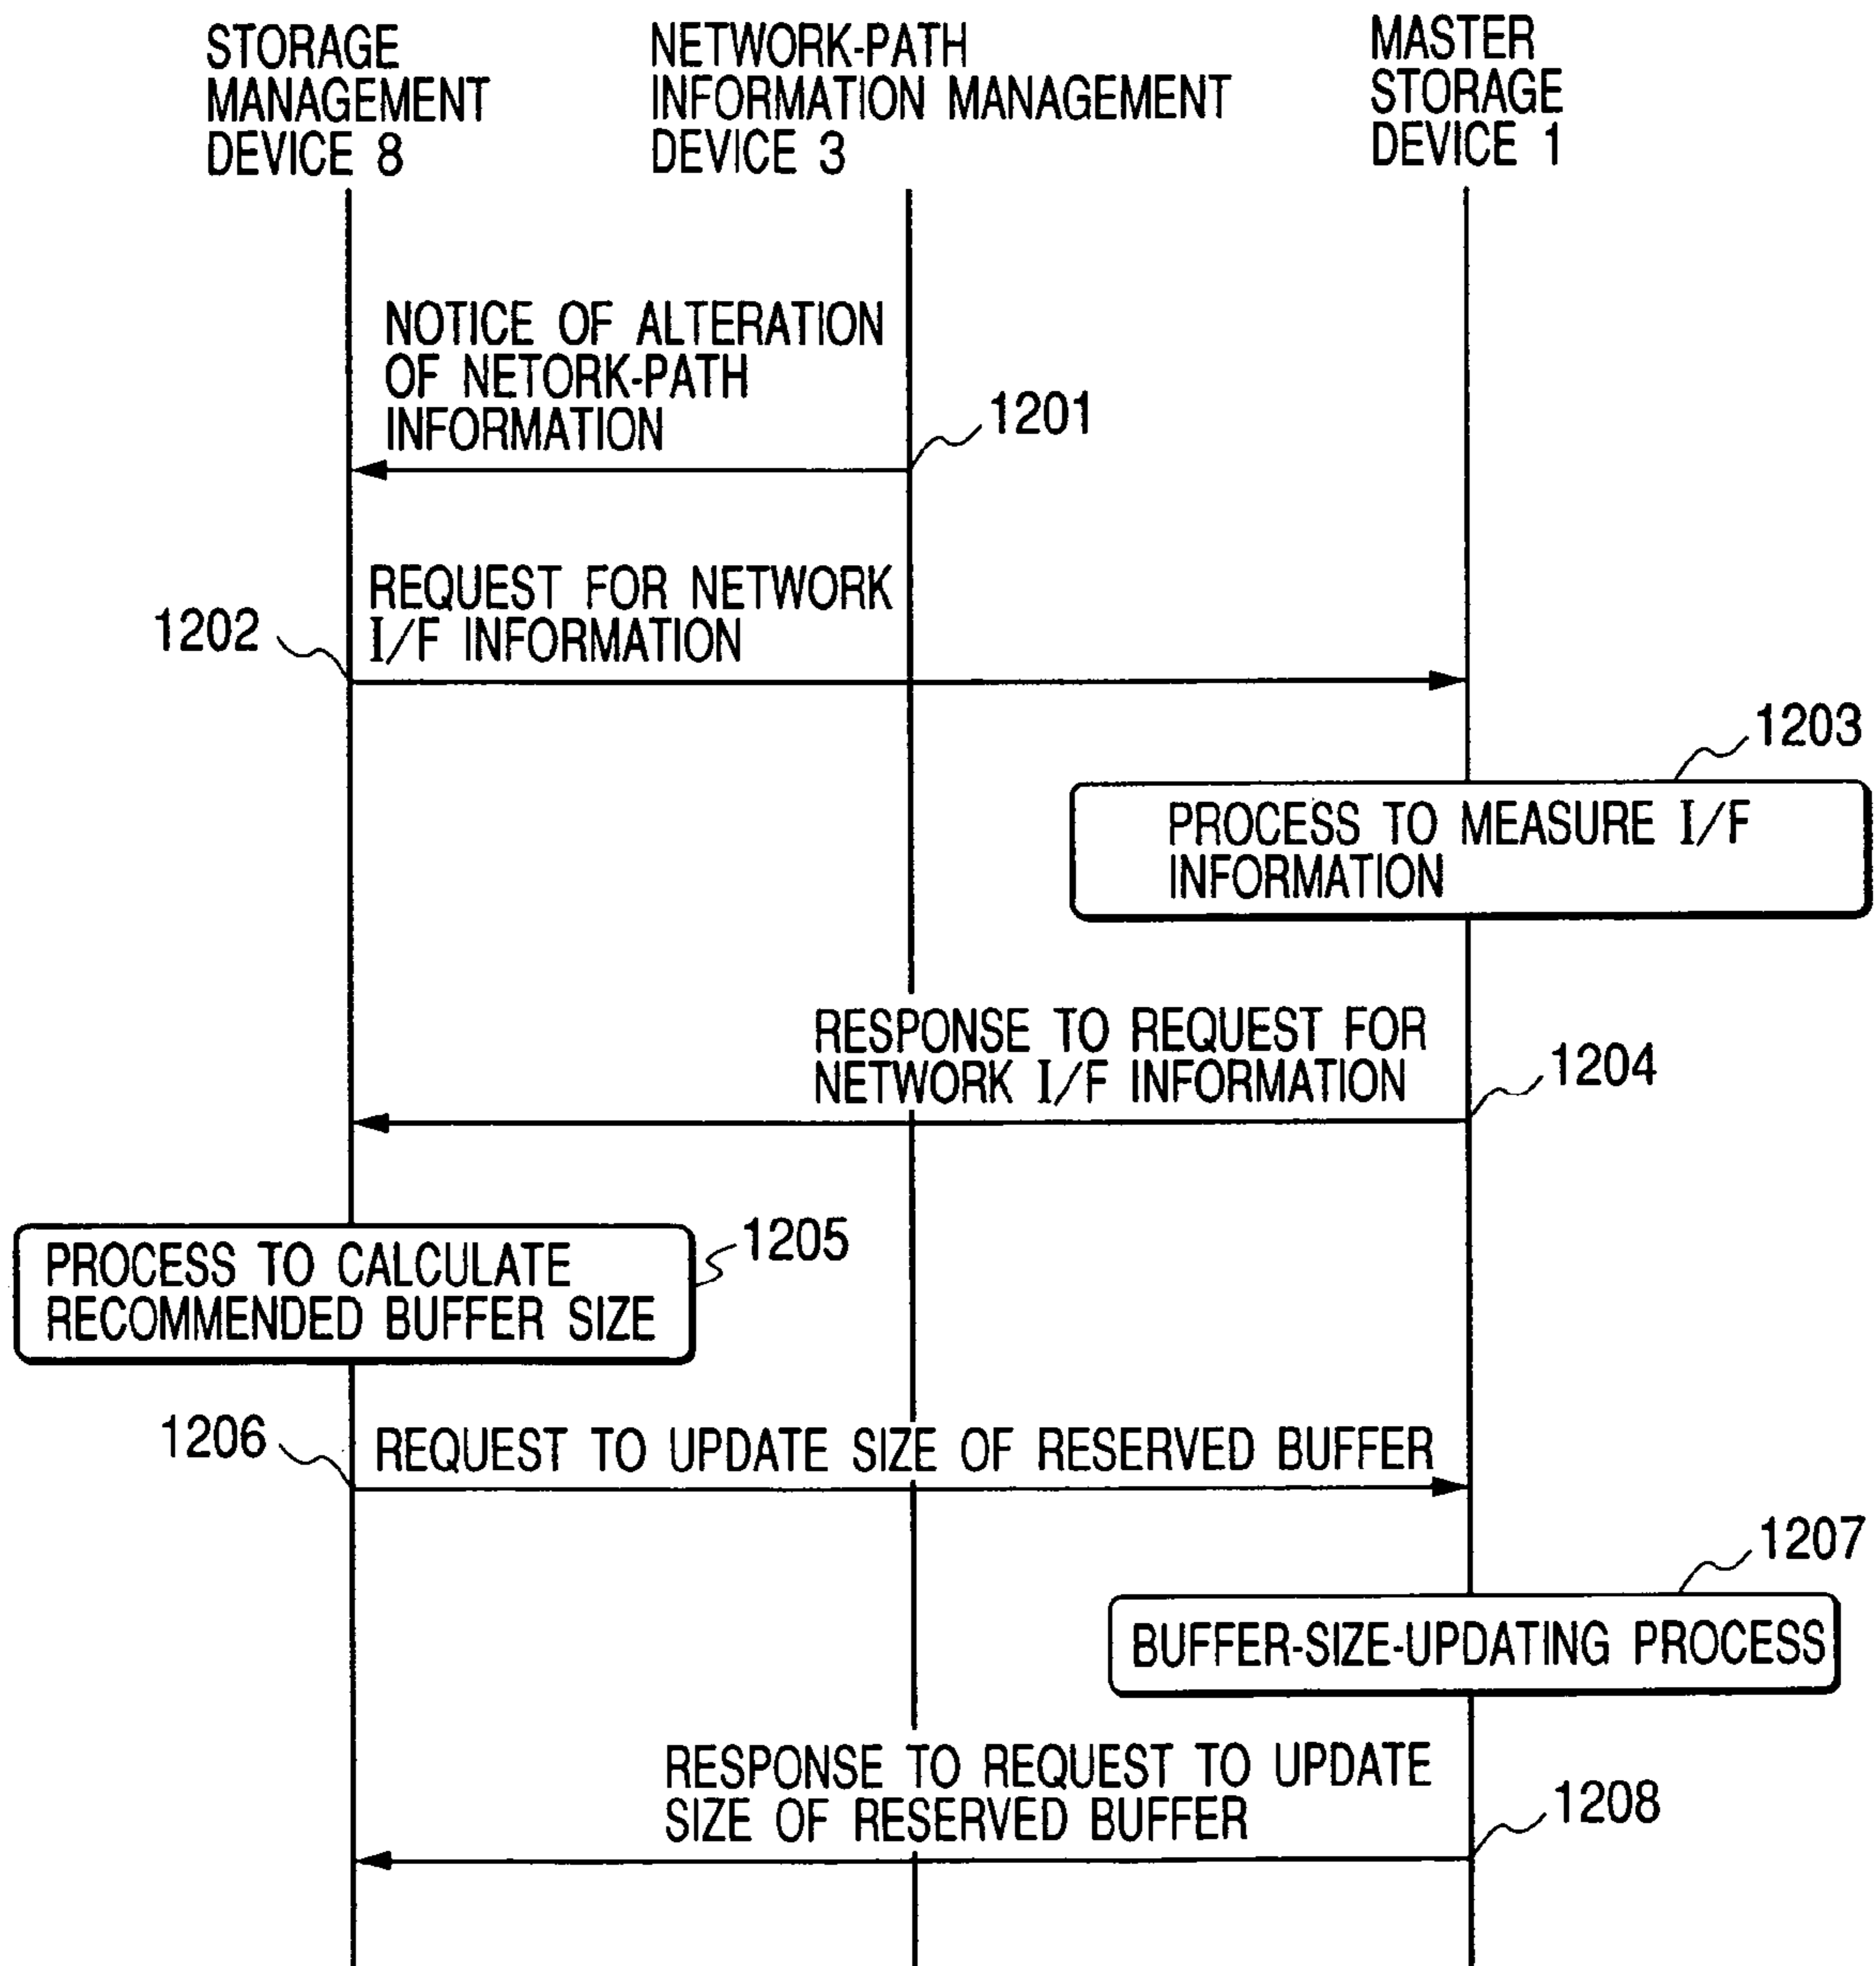 STORAGE
MANAGEMENT
DEVICE 8
NETWORK-PATH
INFORMATION MANAGEMENT
DEVICE 3
MASTER
STORAGE
DEVICE 1
NOTICE OF ALTERATION
OF NETORK-PATH
INFORMATION
1201
REQUEST FOR NETWORK
I/F INFORMATION
1202
1203
PROCESS TO MEASURE I/F
INFORMATION
RESPONSE TO REQUEST FOR
NETWORK I/F INFORMATION
1204
PROCESS TO CALCULATE
RECOMMENDED BUFFER SIZE
1205
1206
REQUEST TO UPDATE SIZE OF RESERVED BUFFER
1207
BUFFER-SIZE-UPDATING PROCESS
RESPONSE TO REQUEST TO UPDATE
SIZE OF RESERVED BUFFER
1208